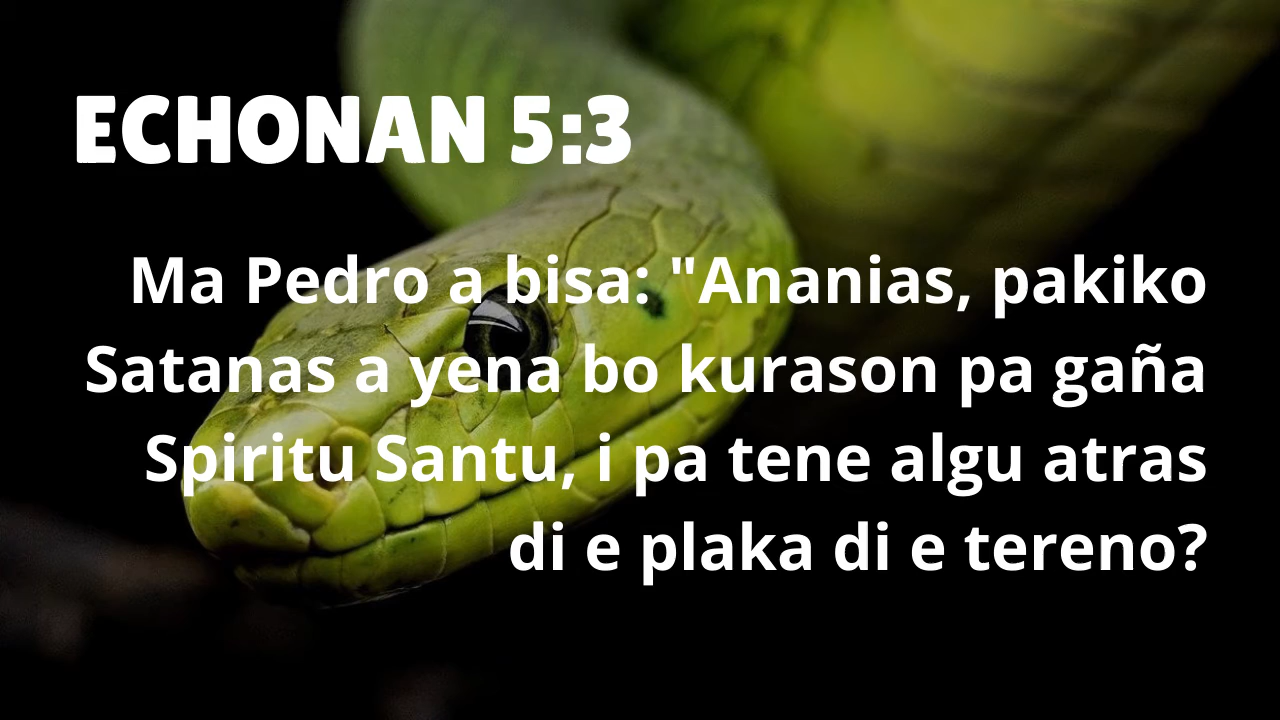 ECHONAN 5:3
Ma Pedro a bisa: "Ananias, pakiko
Satanas a yena bo kurason pa gaña
Spiritu Santu, i pa tene algu atras
di e plaka di e tereno?